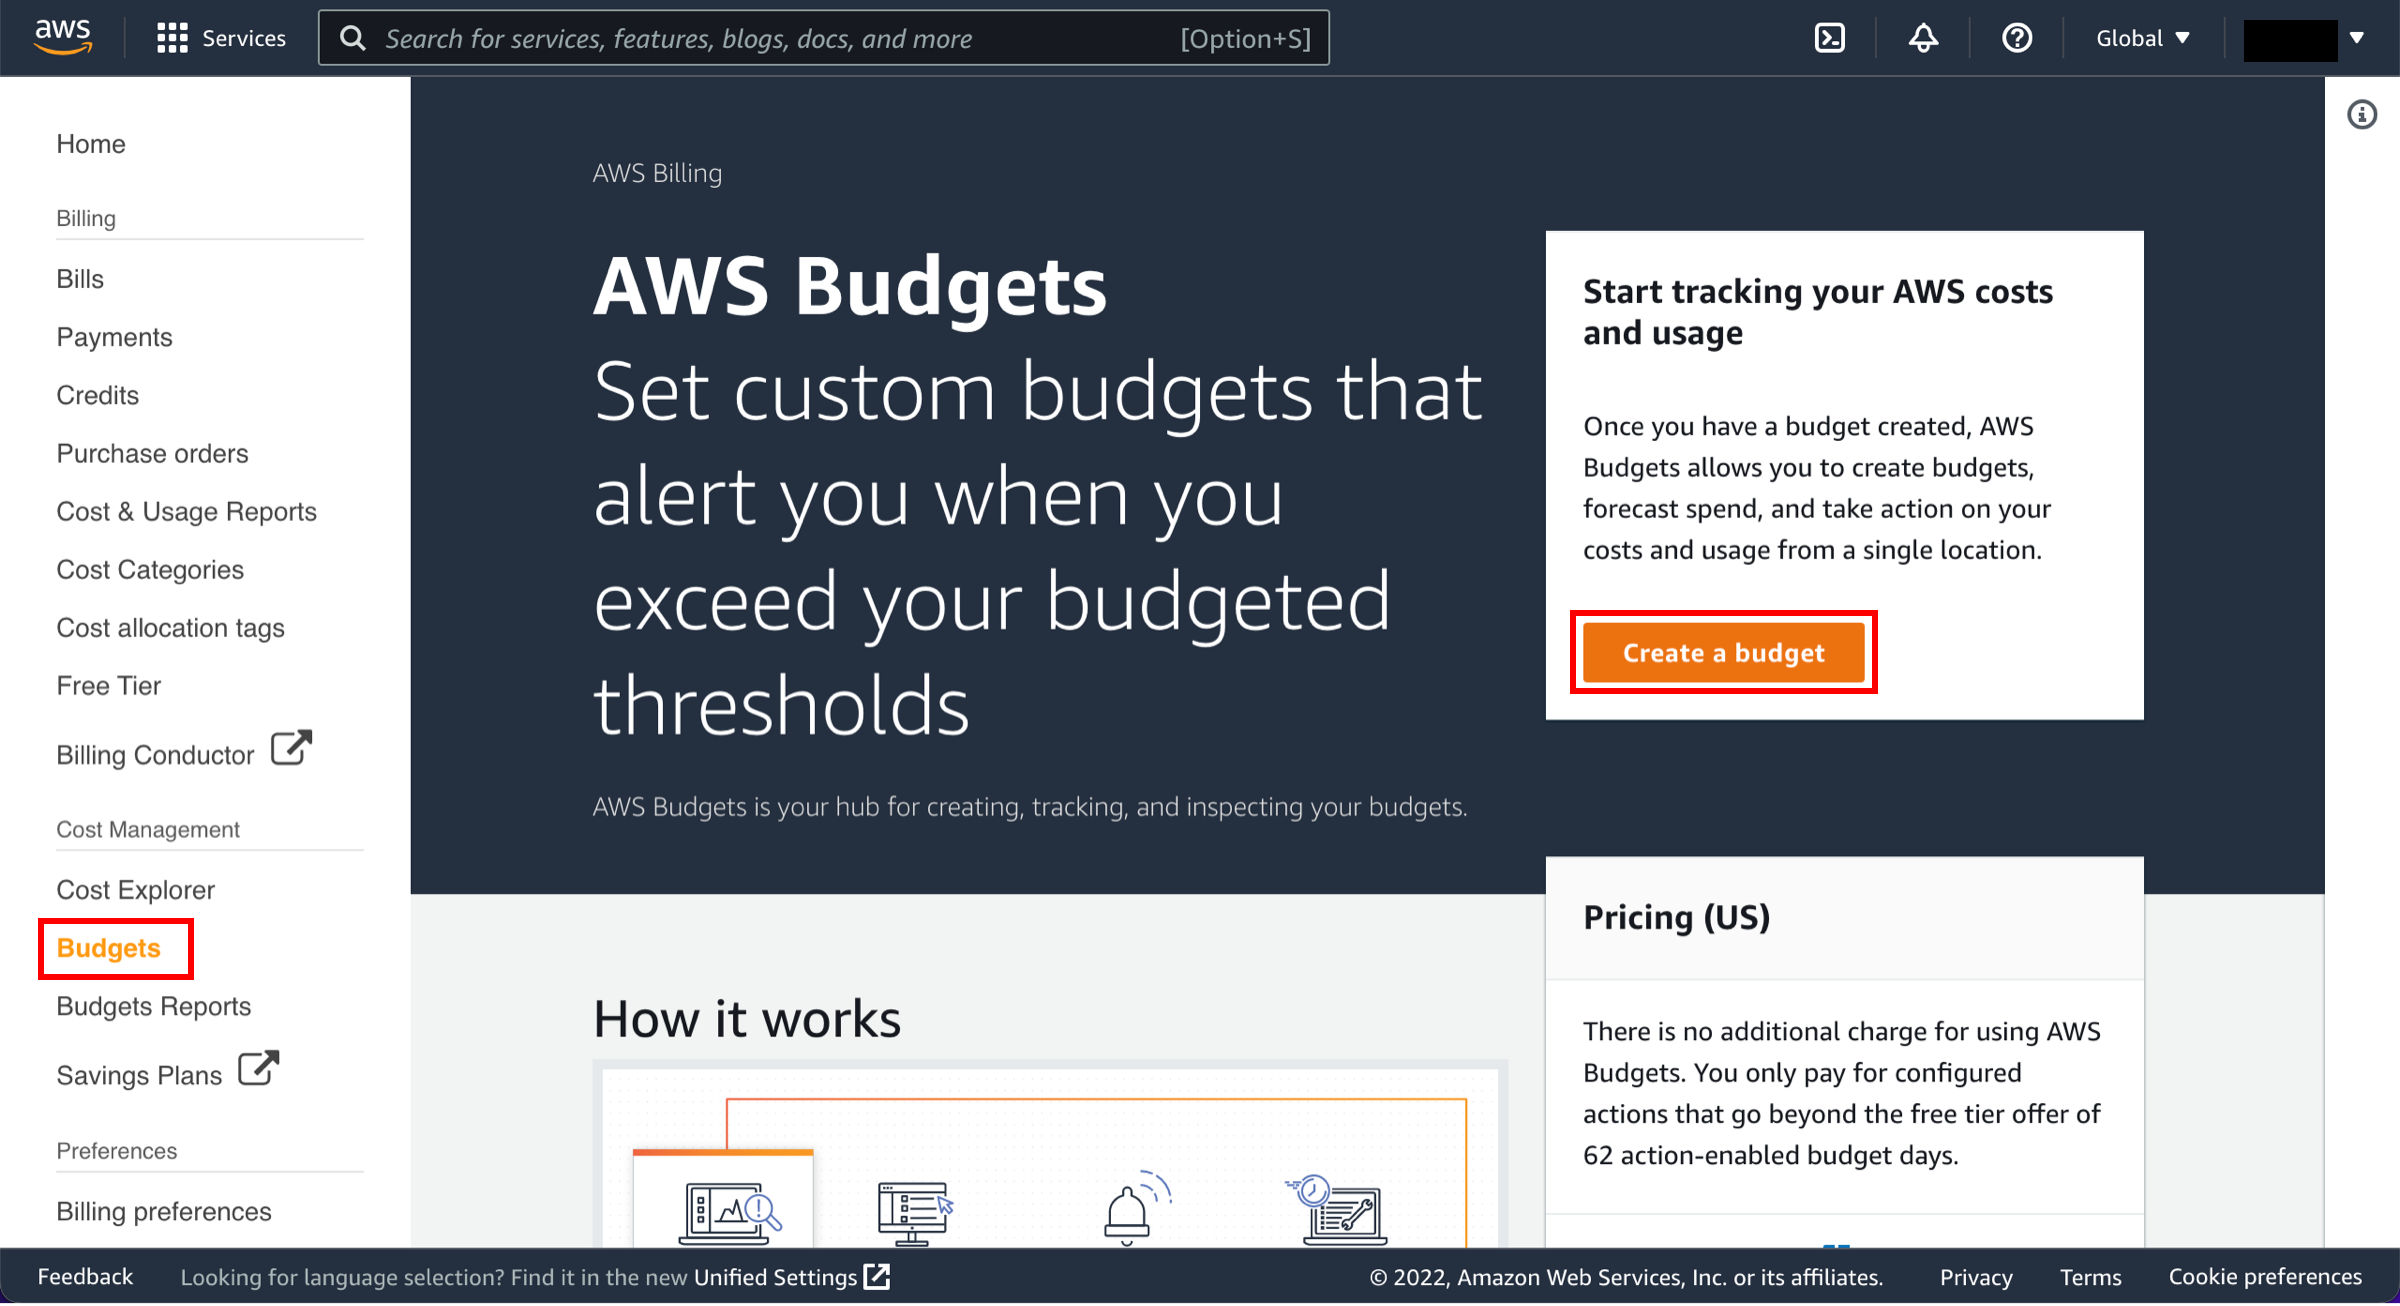 aws
Services
Search for services, features, blogs, docs, and more
[Option+S]
Global
Home
Billing
Bills
Payments
Credits
Purchase orders
Cost & Usage Reports
Cost Categories
Cost allocation tags
Free Tier
Billing Conductor
Cost Management
Cost Explorer
Budgets
Budgets Reports
Savings Plans
Preferences
Billing preferences
AWS Billing
AWS Budgets
Set custom budgets that
alert you when you
exceed your budgeted
thresholds
AWS Budgets is your hub for creating, tracking, and inspecting your budgets.
Start tracking your AWS costs
and usage
Once you have a budget created, AWS
Budgets allows you to create budgets,
forecast spend, and take action on your
costs and usage from a single location.
Create a budget
How it works
Pricing (US)
There is no additional charge for using AWS
Budgets. You only pay for configured
actions that go beyond the free tier offer of
62 action-enabled budget days.
Feedback
Looking for language selection? Find it in the new Unified Settings
© 2022, Amazon Web Services, Inc. or its affiliates.
Privacy
Terms
Cookie preferences